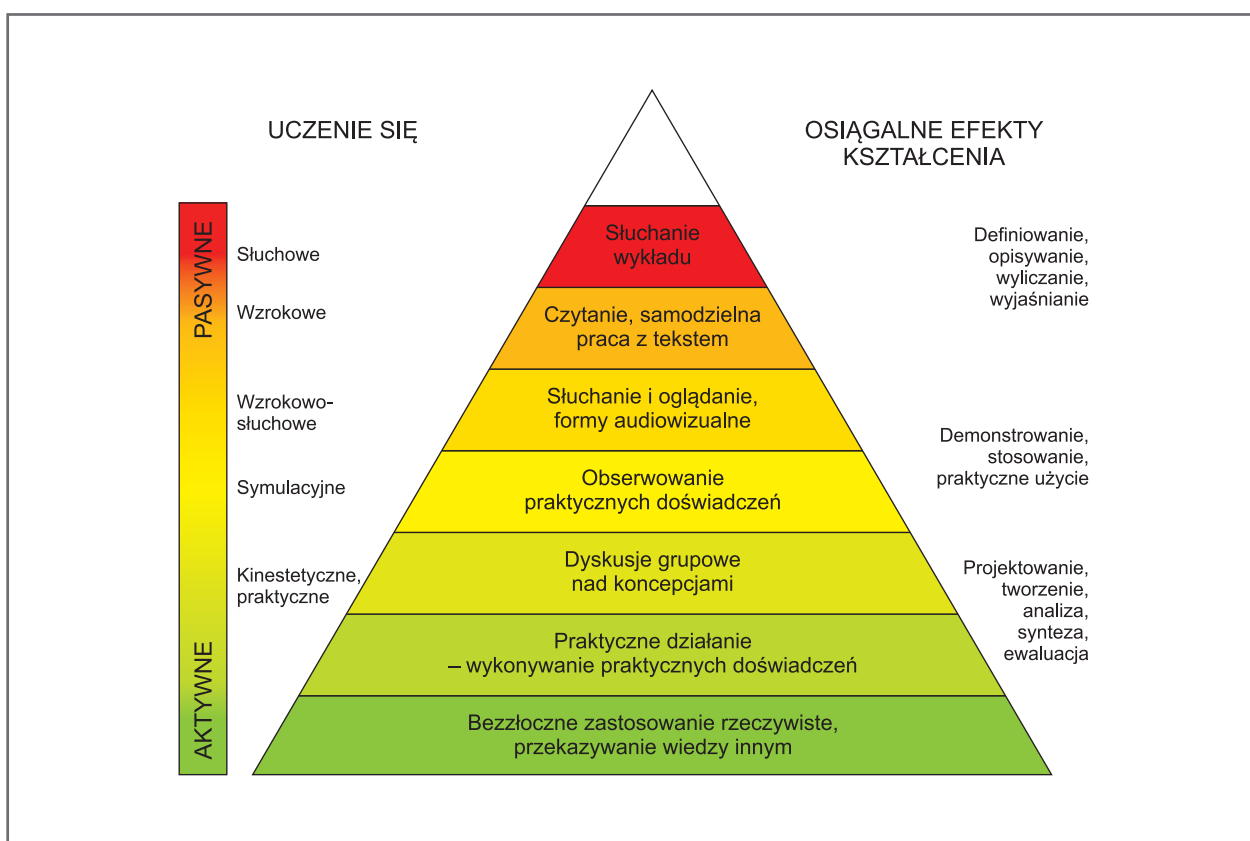 UCZENIE SIĘ
OSIĄGALNE EFEKTY
KSZTAŁCENIA
PASYWNE
AKTYWNE
Słuchowe
Wzrokowe
Wzrokowo-
słuchowe
Symulacyjne
Kinestetyczne,
praktyczne
Słuchanie
wykładu
Czytanie, samodzielna
praca z tekstem
Słuchanie i oglądanie,
formy audiowizualne
Obserwowanie
praktycznych doświadczeń
Dyskusje grupowe
nad koncepcjami
Praktyczne działanie
– wykonywanie praktycznych doświadczeń
Bezzłoczne zastosowanie rzeczywiste,
przekazywanie wiedzy innym
Definiowanie,
opisywanie,
wyliczanie,
wyjaśnianie
Demonstrowanie,
stosowanie,
praktyczne użycie
Projektowanie,
tworzenie,
analiza,
synteza,
ewaluacja